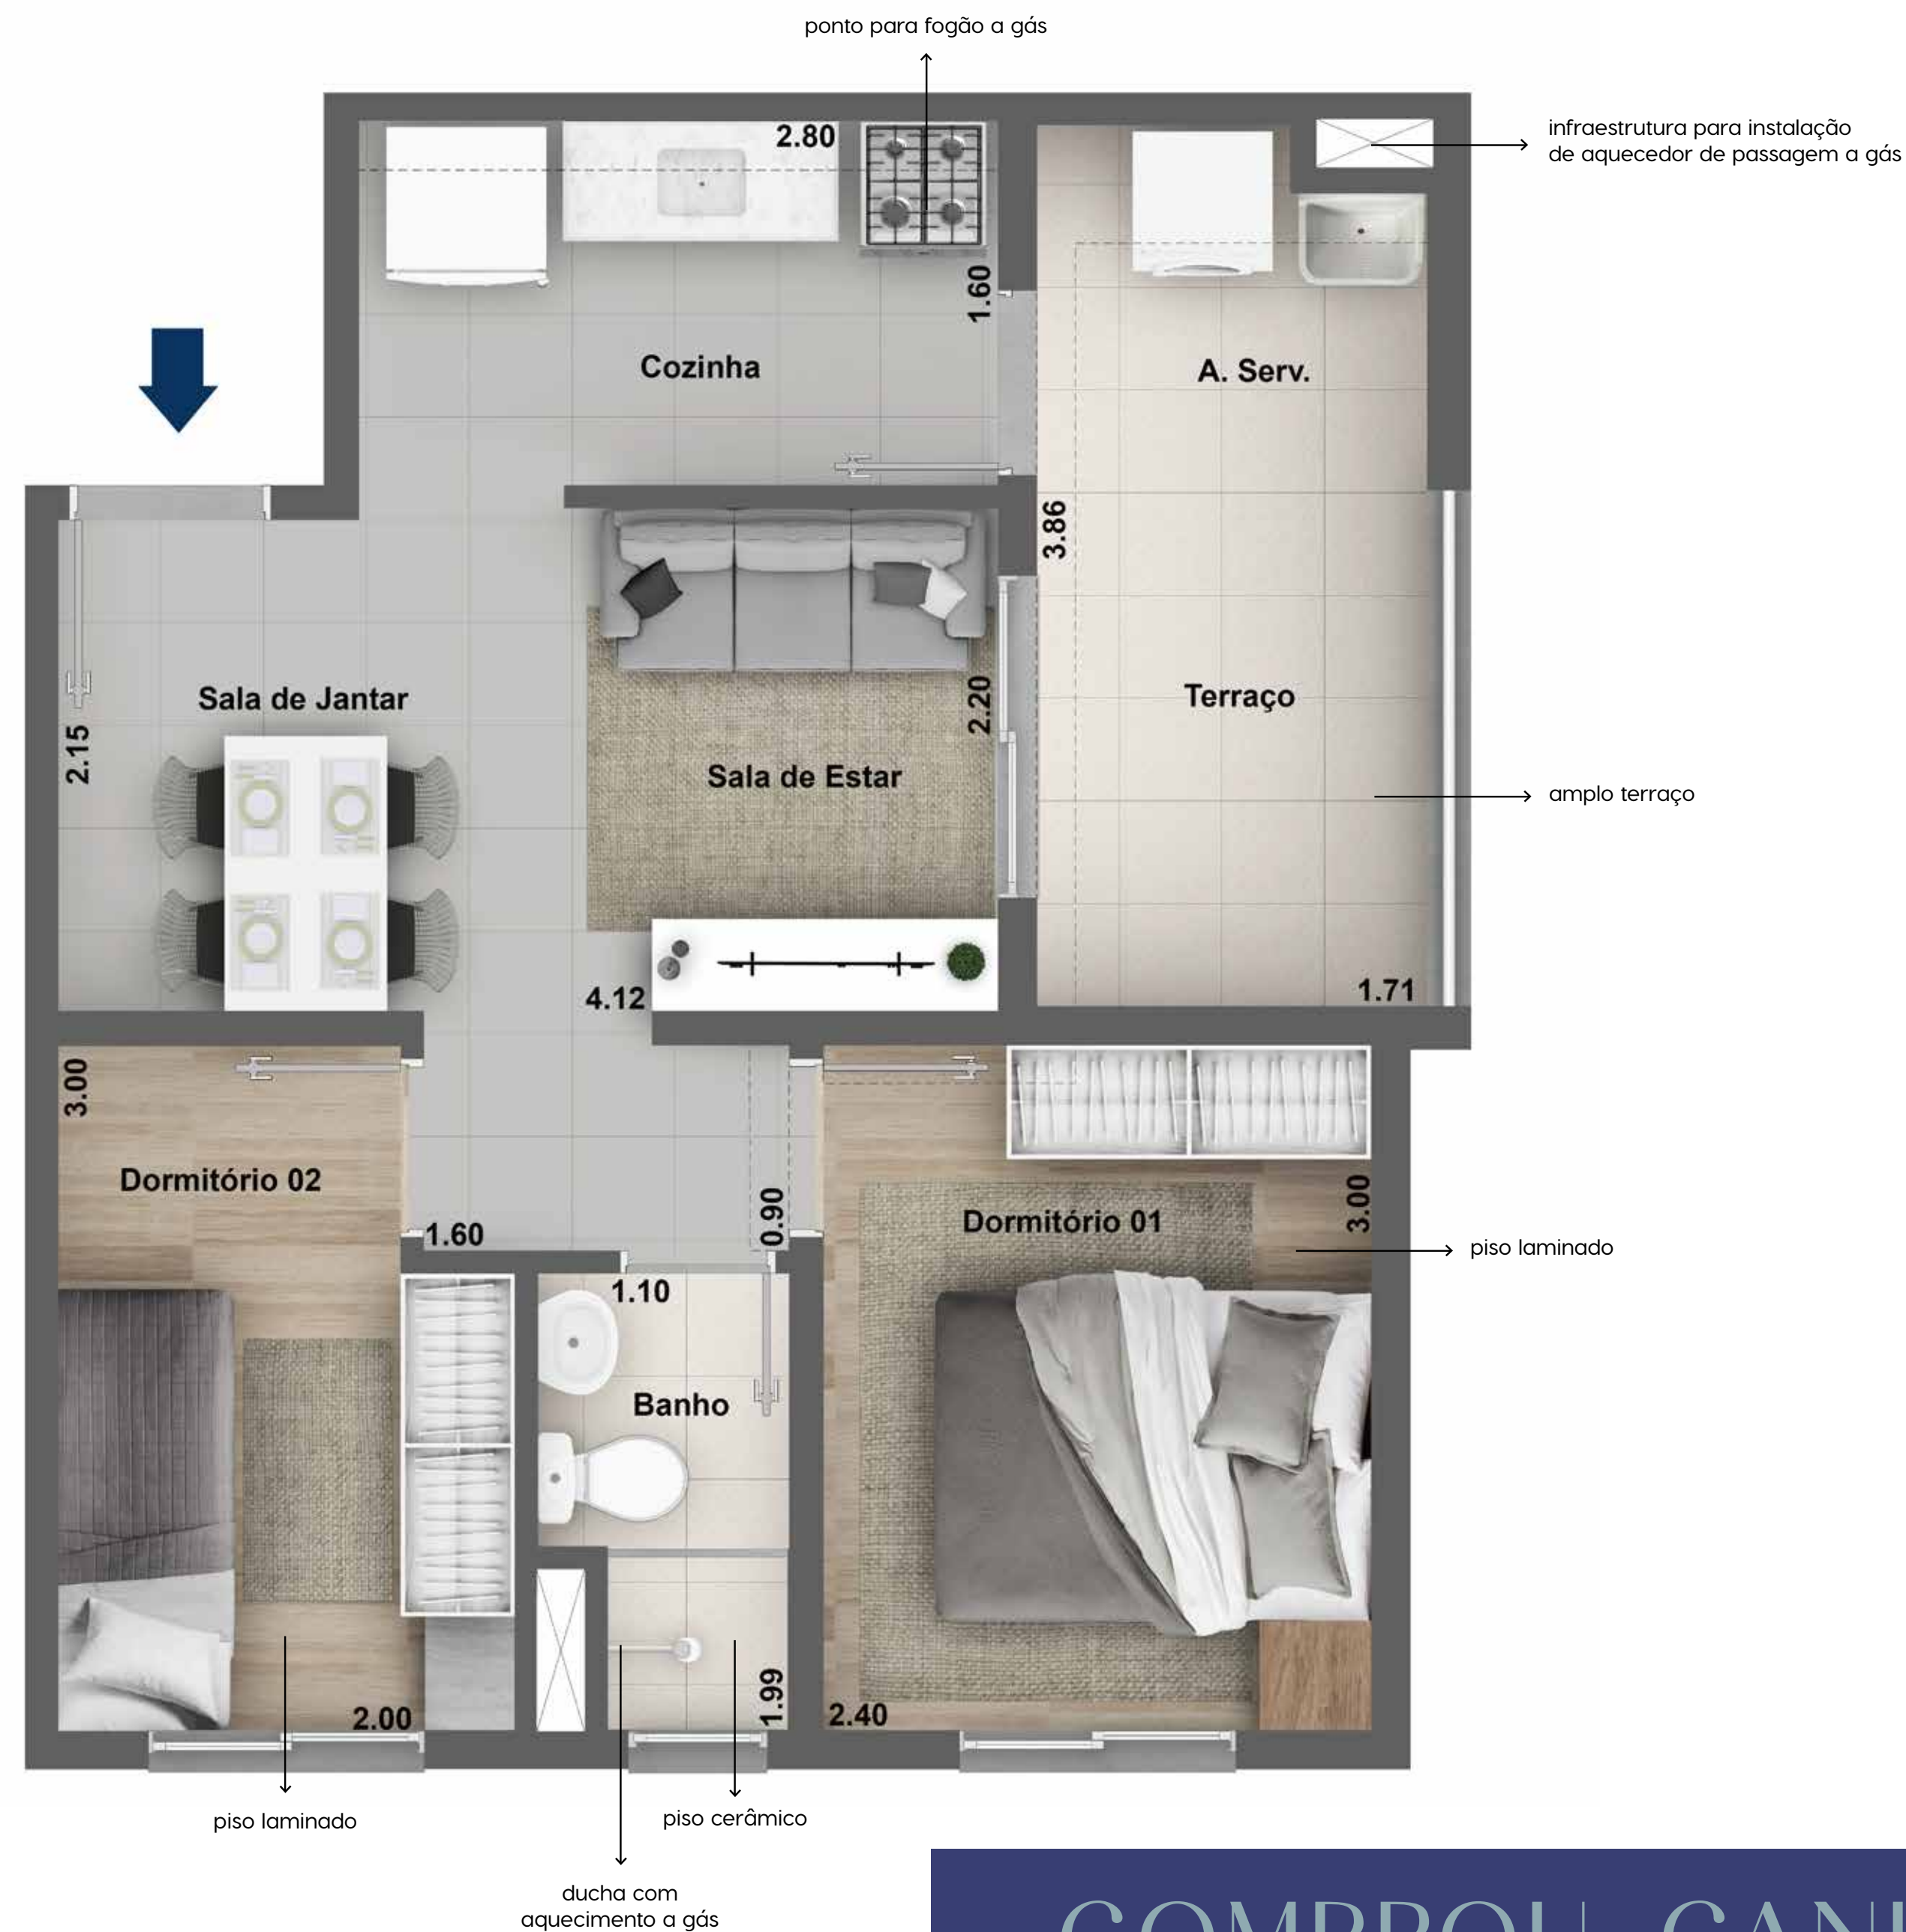 ponto para fogão a gás
infraestrutura para instalação
de aquecedor de passagem a gás
2.80
1.60
Cozinha
A. Serv.
3.86
Sala de Jantar
2.15
2.20
Terraço
Sala de Estar
amplo terraço
4.12
1.71
3.00
Dormitório 02
1.60
0.90
Dormitório 01
3.00
piso laminado
1.10
Banho
1.99
2.00
2.40
piso laminado
piso cerâmico
ducha com
aquecimento a gás
COMPROU